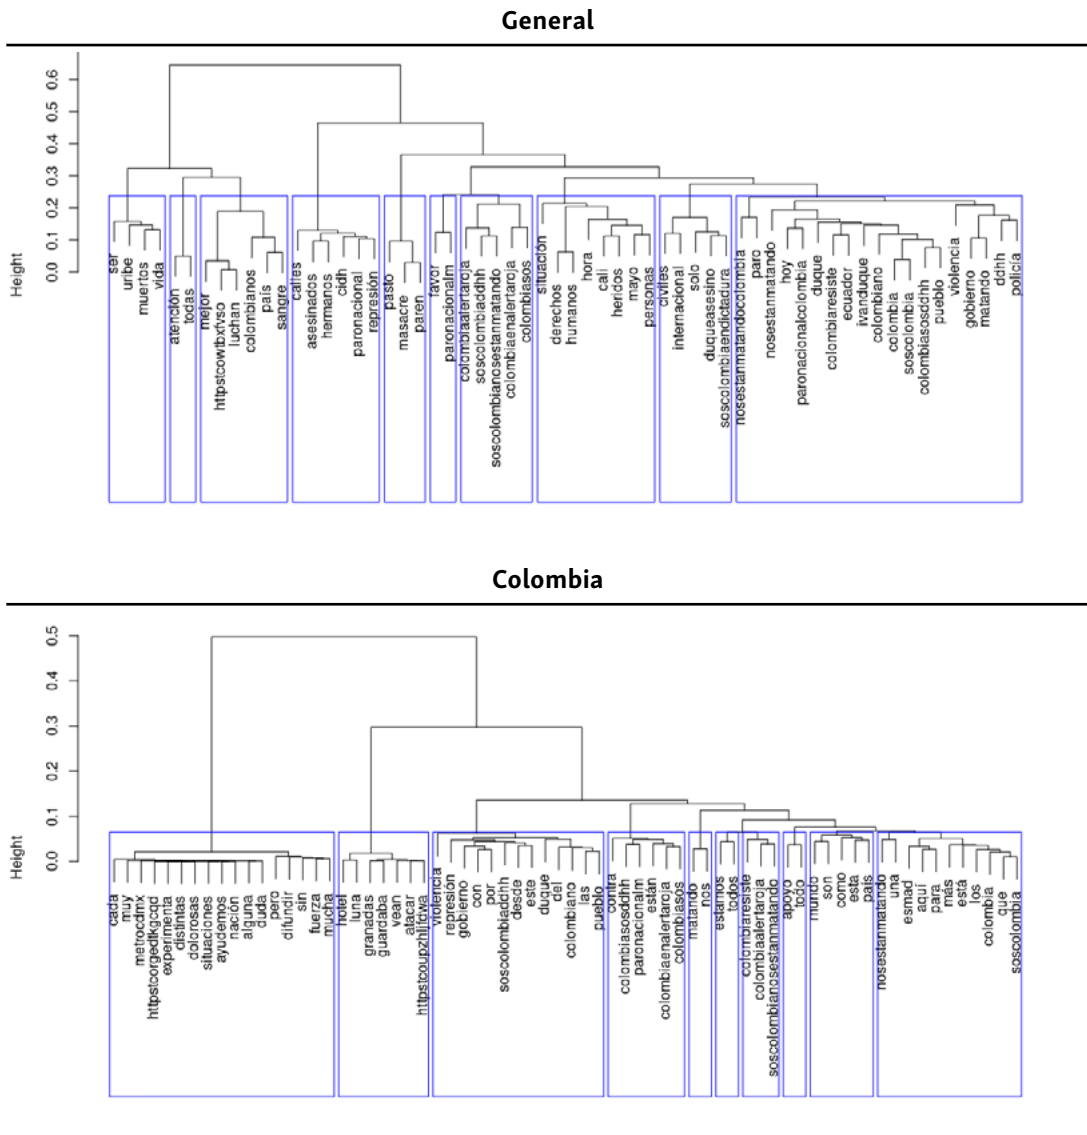 General
Height
0.6
0.5
0.4
0.3
0.2
0.1
0.0
ser
uribe
muertos
vida
atención
todas
mejor
httpstcowtbxfvso
luchan
colombianos
país
sangre
calles
asesinados
hermanos
cidh
paronacional
represión
pasto
masacre
paren
favor
paronacionalm
colombiaalertaroja
soscolombiaddhh
soscolombianosestanmatando
colombiaenalertaroja
colombiasos
situación
derechos
humanos
hora
cali
heridos
mayo
personas
civiles
internacional
solo
duqueasesino
soscolombiaendictadura
nosestanmatandocolombia
paro
nosestanmatando
hoy
paronacionalcolombia
duque
colombiaresiste
ecuador
ivanduque
colombiano
colombia
soscolombia
colombiasosddhh
pueblo
violencia
gobierno
matando
ddhh
policía
Colombia
Height
0.5
0.4
0.3
0.2
0.1
0.0
cada
muy
metrocdmx
httpstcorgedtkgcqd
experimenta
distintas
dolorosas
situaciones
ayudemos
nación
alguna
duda
pero
difundir
sin
fuerza
mucha
hotel
luna
granadas
guardaba
vean
atacar
violencia
represión
gobierno
con
por
soscolombiaddhh
desde
este
duque
del
colombiano
las
pueblo
contra
colombiasosddhh
paronacionalm
están
colombiaenalertaroja
colombiasos
matando
nos
estamos
todos
colombiaresiste
colombiaalertaroja
soscolombianosestanmatando
apoyo
todo
mundo
son
como
esta
país
nosestanmatando
una
esmad
aquí
para
más
está
los
colombia
que
soscolombia